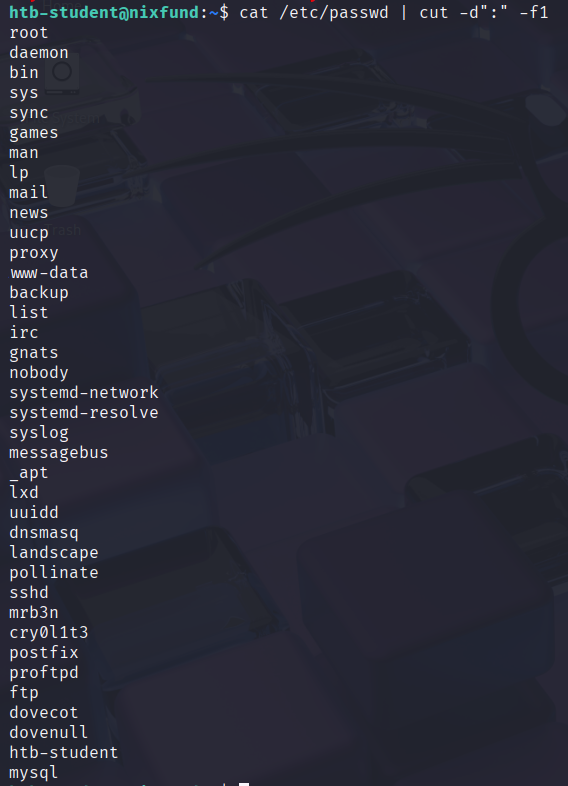 htb-student@nixfund:~$ cat /etc/passwd | cut -d":" -f1
root
daemon
bin
sys
sync
games
man
lp
mail
news
uucp
proxy
www-data
backup
list
irc
gnats
nobody
systemd-network
systemd-resolve
syslog
messagebus
_apt
lxd
uuidd
dnsmasq
landscape
pollinate
sshd
mrb3n
cry0l1t3
postfix
proftpd
ftp
dovecot
dovenull
htb-student
mysql